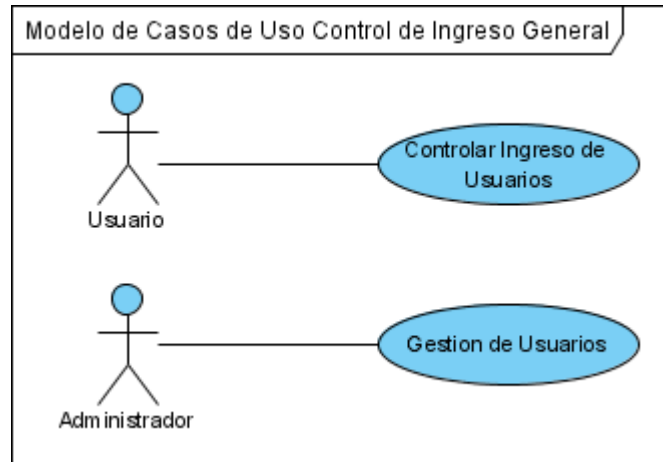 Modelo de Casos de Uso Control de Ingreso General
Controlar Ingreso de
Usuarios
Usuario
Gestion de Usuarios
Administrador